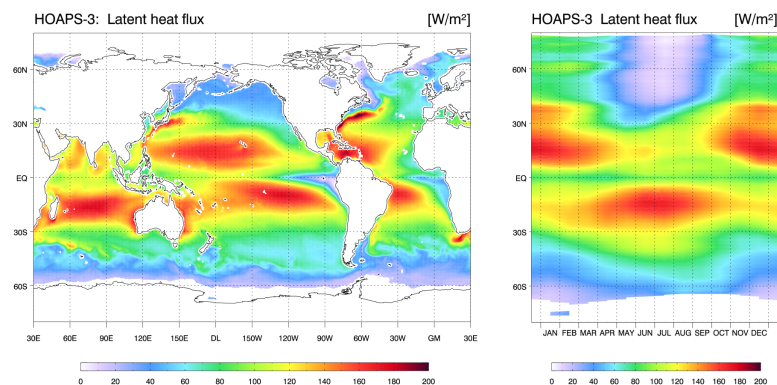 HOAPS-3: Latent heat flux [W/m²]
60N
30N
EQ
30S
60S
30E 60E 90E 120E 150E DL 150W 120W 90W 60W 30W GM 30E
0 20 40 60 80 100 120 140 160 180 200
HOAPS-3 Latent heat flux [W/m²]
60N
30N
EQ
30S
60S
JAN FEB MAR APR MAY JUN JUL AUG SEP OCT NOV DEC
0 20 40 60 80 100 120 140 160 180 200